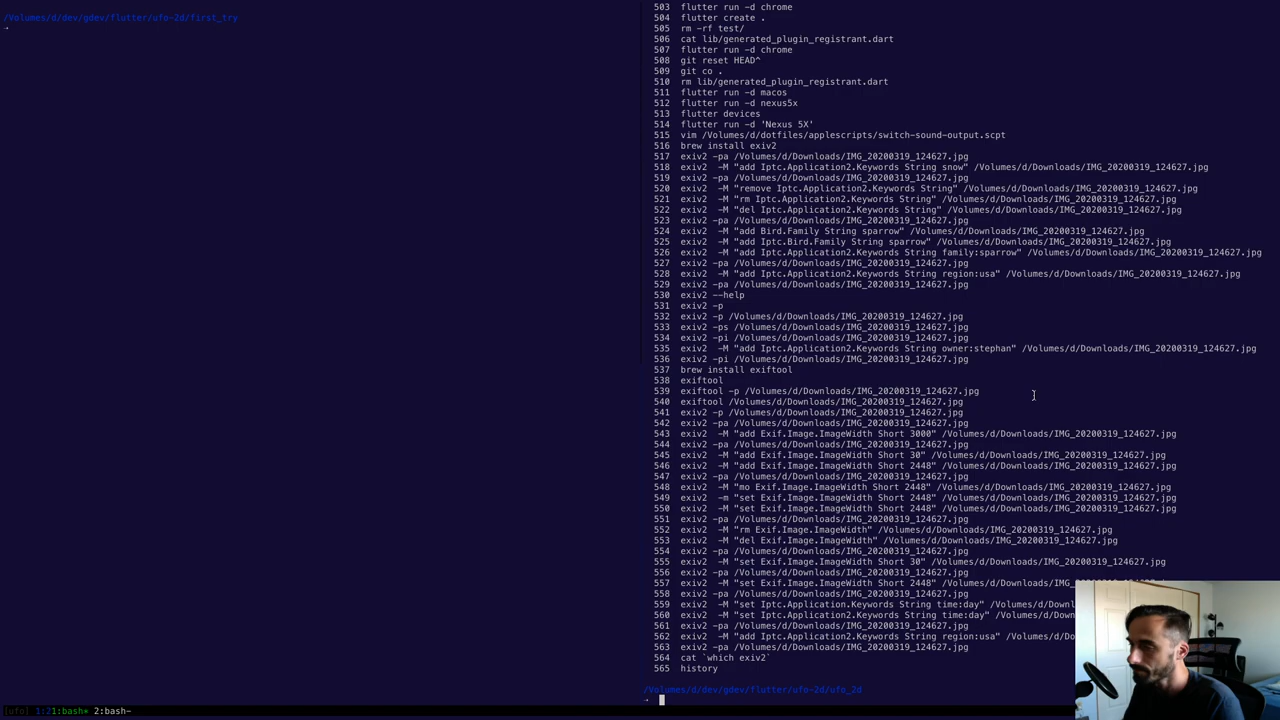 /Volumes/d/dev/gdev/flutter/ufo-2d/first_try
→
503 flutter run -d chrome
504 flutter create .
505 rm -rf test/
506 cat lib/generated_plugin_registrant.dart
507 flutter run -d chrome
508 git reset HEAD^
509 git co .
510 rm lib/generated_plugin_registrant.dart
511 flutter run -d macos
512 flutter run -d nexus5x
513 flutter devices
514 flutter run -d 'Nexus 5X'
515 vim /Volumes/d/dotfiles/applescripts/switch-sound-output.scpt
516 brew install exiv2
517 exiv2 -pa /Volumes/d/Downloads/IMG_20200319_124627.jpg
518 exiv2 -M "add Iptc.Application2.Keywords String snow" /Volumes/d/Downloads/IMG_20200319_124627.jpg
519 exiv2 -pa /Volumes/d/Downloads/IMG_20200319_124627.jpg
520 exiv2 -M "remove Iptc.Application2.Keywords String" /Volumes/d/Downloads/IMG_20200319_124627.jpg
521 exiv2 -M "rm Iptc.Application2.Keywords String" /Volumes/d/Downloads/IMG_20200319_124627.jpg
522 exiv2 -M "del Iptc.Application2.Keywords String" /Volumes/d/Downloads/IMG_20200319_124627.jpg
523 exiv2 -pa /Volumes/d/Downloads/IMG_20200319_124627.jpg
524 exiv2 -M "add Bird.Family String sparrow" /Volumes/d/Downloads/IMG_20200319_124627.jpg
525 exiv2 -M "add Iptc.Bird.Family String sparrow" /Volumes/d/Downloads/IMG_20200319_124627.jpg
526 exiv2 -M "add Iptc.Application2.Keywords String family:sparrow" /Volumes/d/Downloads/IMG_20200319_124627.jpg
527 exiv2 -pa /Volumes/d/Downloads/IMG_20200319_124627.jpg
528 exiv2 -M "add Iptc.Application2.Keywords String region:usa" /Volumes/d/Downloads/IMG_20200319_124627.jpg
529 exiv2 -pa /Volumes/d/Downloads/IMG_20200319_124627.jpg
530 exiv2 --help
531 exiv2 -p
532 exiv2 -p /Volumes/d/Downloads/IMG_20200319_124627.jpg
533 exiv2 -ps /Volumes/d/Downloads/IMG_20200319_124627.jpg
534 exiv2 -pi /Volumes/d/Downloads/IMG_20200319_124627.jpg
535 exiv2 -M "add Iptc.Application2.Keywords String owner:stephan" /Volumes/d/Downloads/IMG_20200319_124627.jpg
536 exiv2 -pi /Volumes/d/Downloads/IMG_20200319_124627.jpg
537 brew install exiftool
538 exiftool
539 exiftool -p /Volumes/d/Downloads/IMG_20200319_124627.jpg
540 exiftool /Volumes/d/Downloads/IMG_20200319_124627.jpg
541 exiv2 -p /Volumes/d/Downloads/IMG_20200319_124627.jpg
542 exiv2 -pa /Volumes/d/Downloads/IMG_20200319_124627.jpg
543 exiv2 -M "add Exif.Image.ImageWidth Short 3000" /Volumes/d/Downloads/IMG_20200319_124627.jpg
544 exiv2 -pa /Volumes/d/Downloads/IMG_20200319_124627.jpg
545 exiv2 -M "add Exif.Image.ImageWidth Short 30" /Volumes/d/Downloads/IMG_20200319_124627.jpg
546 exiv2 -M "add Exif.Image.ImageWidth Short 2448" /Volumes/d/Downloads/IMG_20200319_124627.jpg
547 exiv2 -pa /Volumes/d/Downloads/IMG_20200319_124627.jpg
548 exiv2 -M "mo Exif.Image.ImageWidth Short 2448" /Volumes/d/Downloads/IMG_20200319_124627.jpg
549 exiv2 -m "set Exif.Image.ImageWidth Short 2448" /Volumes/d/Downloads/IMG_20200319_124627.jpg
550 exiv2 -M "set Exif.Image.ImageWidth Short 2448" /Volumes/d/Downloads/IMG_20200319_124627.jpg
551 exiv2 -pa /Volumes/d/Downloads/IMG_20200319_124627.jpg
552 exiv2 -M "rm Exif.Image.ImageWidth" /Volumes/d/Downloads/IMG_20200319_124627.jpg
553 exiv2 -M "del Exif.Image.ImageWidth" /Volumes/d/Downloads/IMG_20200319_124627.jpg
554 exiv2 -pa /Volumes/d/Downloads/IMG_20200319_124627.jpg
555 exiv2 -M "set Exif.Image.ImageWidth Short 30" /Volumes/d/Downloads/IMG_20200319_124627.jpg
556 exiv2 -pa /Volumes/d/Downloads/IMG_20200319_124627.jpg
557 exiv2 -M "set Exif.Image.ImageWidth Short 2448" /Volumes/d/Downloads/IMG_
558 exiv2 -pa /Volumes/d/Downloads/IMG_20200319_124627.jpg
559 exiv2 -M "set Iptc.Application.Keywords String time:day" /Volumes/d/Down
560 exiv2 -M "set Iptc.Application2.Keywords String time:day" /Volumes/d/Dow
561 exiv2 -pa /Volumes/d/Downloads/IMG_20200319_124627.jpg
562 exiv2 -M "add Iptc.Application2.Keywords String region:usa" /Volumes/d/Do
563 exiv2 -pa /Volumes/d/Downloads/IMG_20200319_124627.jpg
564 cat `which exiv2`
565 history
/Volumes/d/dev/gdev/flutter/ufo-2d/ufo_2d
→
[ufo] 1:21:bash* 2:bash-